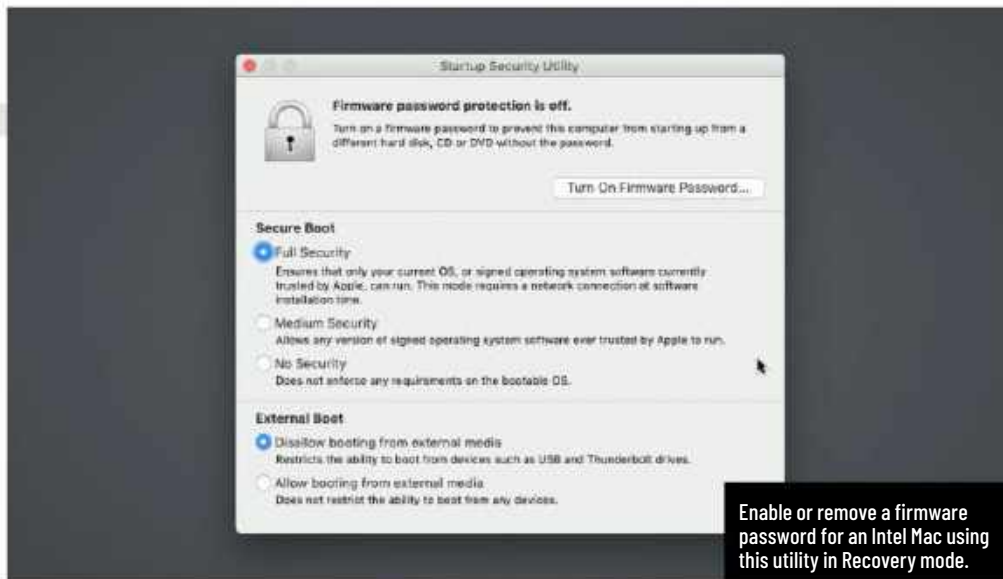 Startup Security Utility
Firmware password protection is off.
Turn on a firmware password to prevent this computer from starting up from a
different hard disk, CD or DVD without the password.
Turn On Firmware Password...
Secure Boot
Full Security
Ensures that only your current OS, or signed operating system software currently
trusted by Apple, can run. This mode requires a network connection at software
installation time.
Medium Security
Allows any version of signed operating system software ever trusted by Apple to run.
No Security
Does not enforce any requirements on the bootable OS.
External Boot
Disallow booting from external media
Restricts the ability to boot from devices such as USB and Thunderbolt drives.
Allow booting from external media
Does not restrict the ability to boot from any devices.
Enable or remove a firmware
password for an Intel Mac using
this utility in Recovery mode.